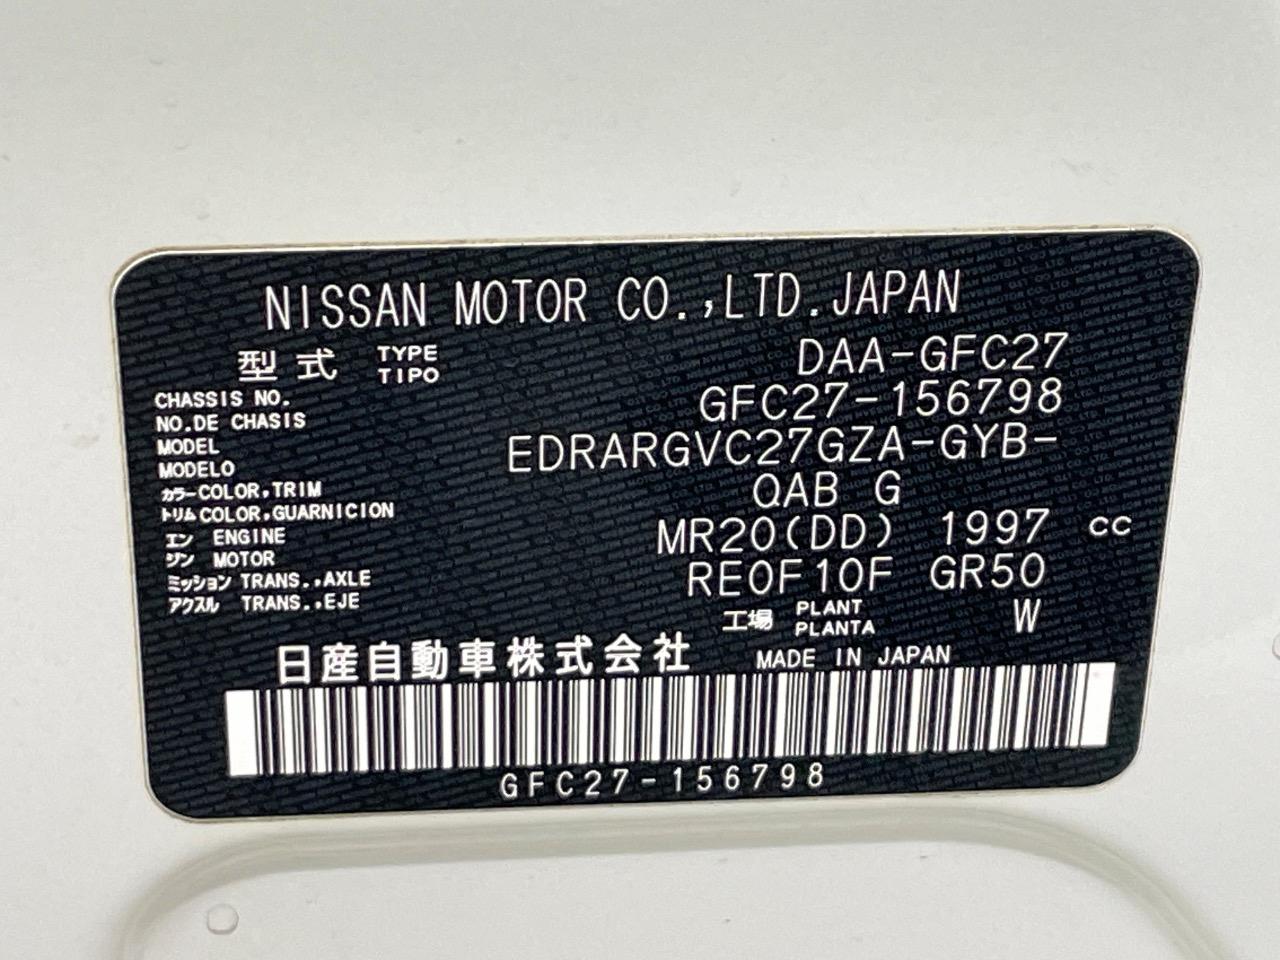 NISSAN MOTOR CO.,LTD.JAPAN
型式 TYPE TIPO DAA-GFC27
CHASSIS NO.
NO.DE CHASIS GFC27-156798
MODEL
MODELO EDRARGVC27GZA-GYB-
カラー COLOR,TRIM
トリム COLOR,GUARNICION QAB G
エン ENGINE
ジン MOTOR MR20(DD) 1997 cc
ミッション TRANS.,AXLE
アクスル TRANS.,EJE RE0F10F GR50
工場 PLANT PLANTA W
日産自動車株式会社 MADE IN JAPAN
GFC27-156798